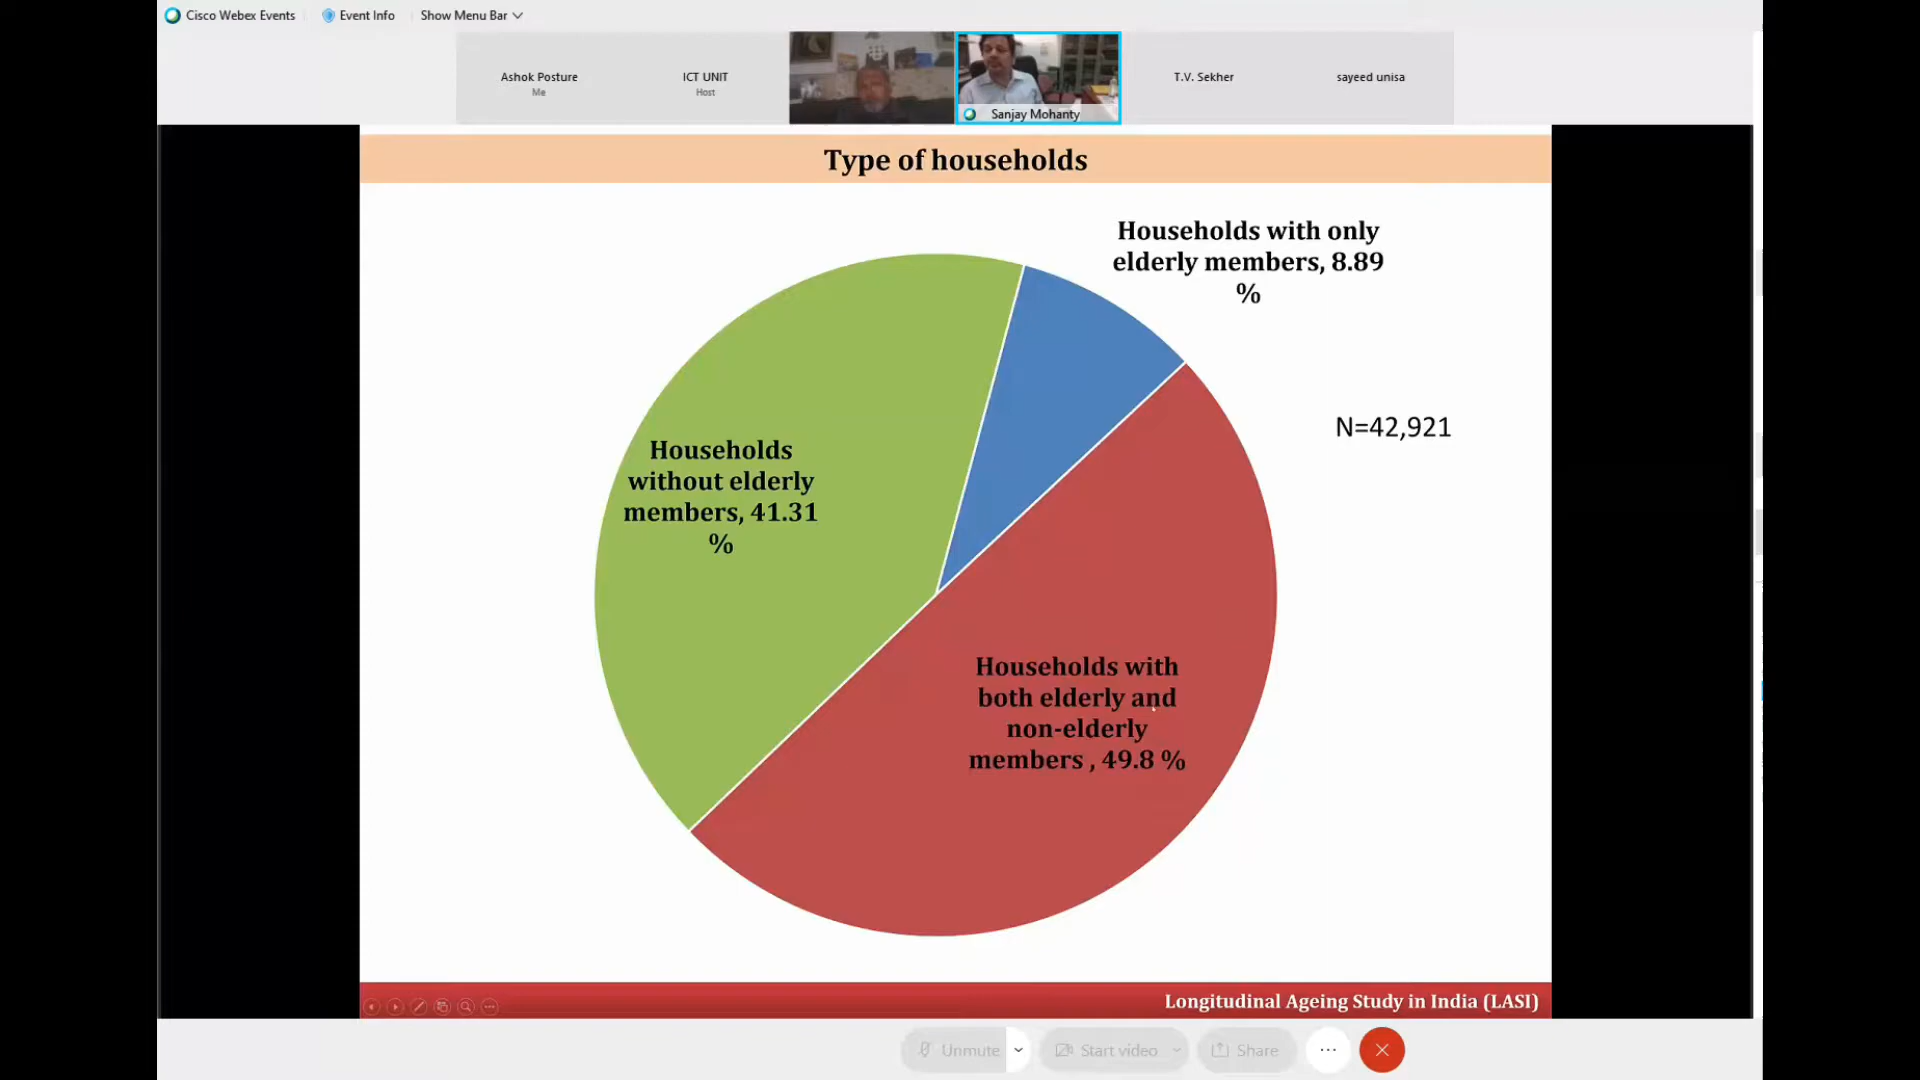 Cisco Webex Events
Event Info
Show Menu Bar
Ashok Posture
Me
ICT UNIT
Host
Sanjay Mohanty
T.V. Sekher
sayeed unisa
Type of households
Households with only
elderly members, 8.89
%
N=42,921
Households
without elderly
members, 41.31
%
Households with
both elderly and
non-elderly
members , 49.8 %
Longitudinal Ageing Study in India (LASI)
Unmute
Start video
Share